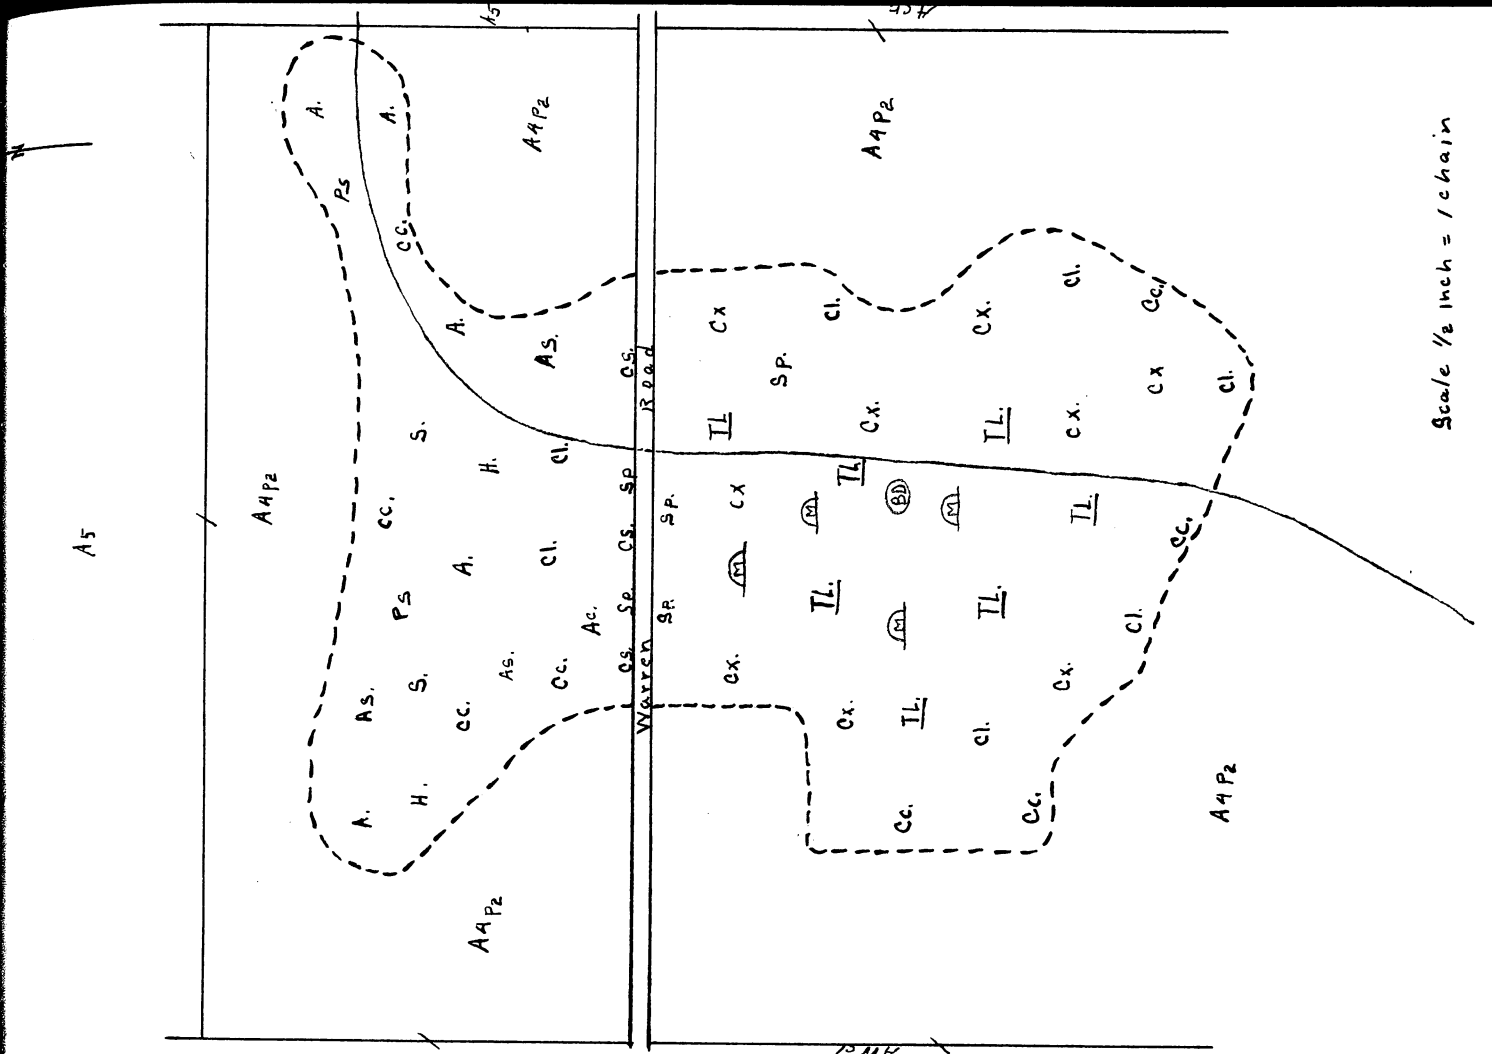 A5
A4P2
A4P2
A.
A.
Ps
Cc.
Cl.
Cc.
A.
As.
Cs.
Cx
Cl.
Cx.
Cl
Cx
Sp.
Road
S.
H.
Cl.
TL
Cx.
TL.
Cx.
A4P2
A5
Cc.
Sp
Sp.
Cx
M
TL
BD
M
TL.
Cc.
A.
Cl.
Cs.
M
Ps
Ac.
Sp.
Sp.
TL.
M
TL.
Cl.
As.
S.
Cc.
As.
Cc.
Cs.
Warren
Cx.
Cx.
TL.
Cl.
Cx.
A.
H.
Cc.
Cc.
A4P2
A4P2
N
Scale 1/2 inch = 1 chain